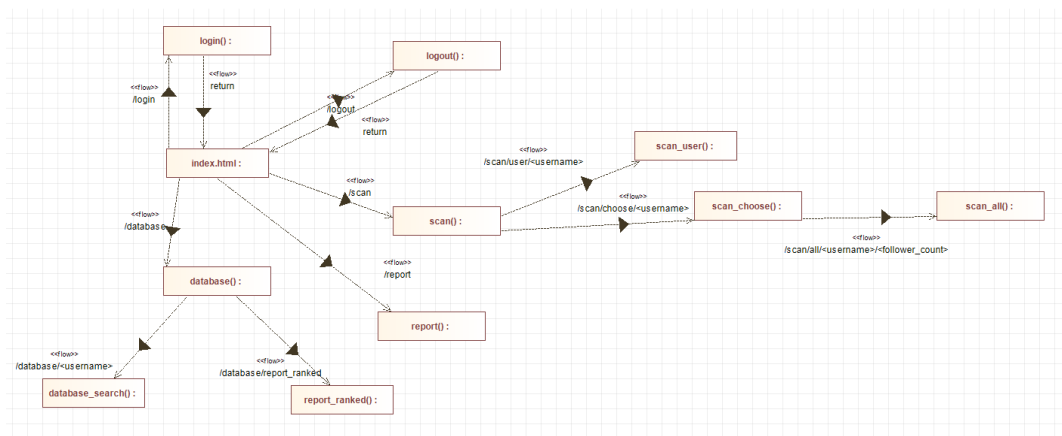 login() :
logout() :
<<flow>>
/login
<<flow>>
return
<<flow>>
/logout
<<flow>>
return
index.html :
<<flow>>
/scan
<<flow>>
/scan/user/<username>
scan_user() :
<<flow>>
/scan/choose/<username>
scan_choose() :
scan_all() :
scan() :
<<flow>>
/database
<<flow>>
/scan/all/<username>/<follower_count>
<<flow>>
/report
database() :
report() :
<<flow>>
/database/<username>
<<flow>>
/database/report_ranked
database_search() :
report_ranked() :